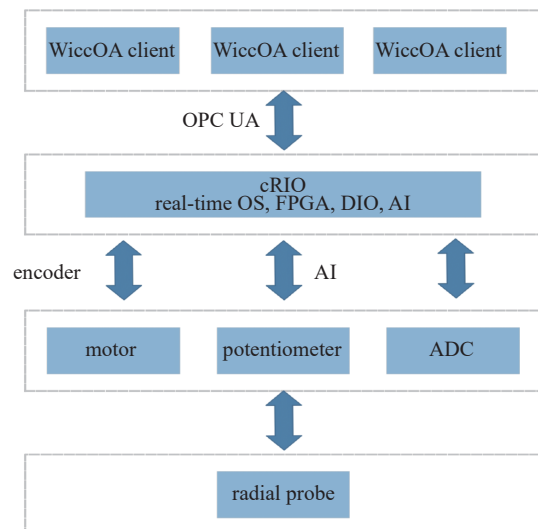 WiccOA client WiccOA client WiccOA client
OPC UA
cRIO
real-time OS, FPGA, DIO, AI
encoder AI
motor potentiometer ADC
radial probe